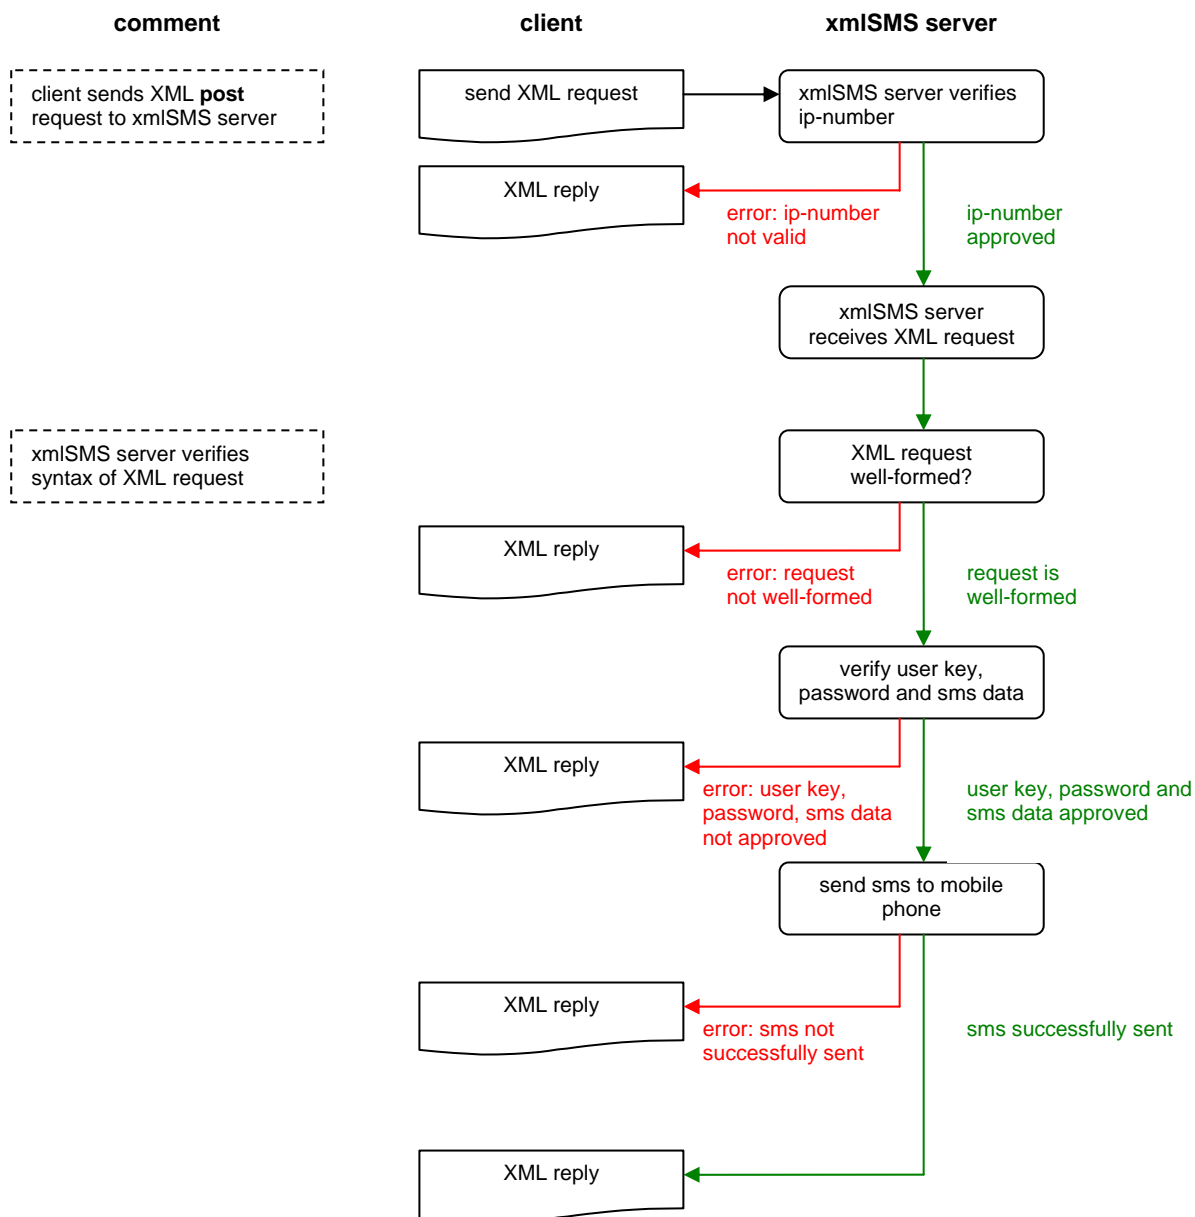 comment
client
xmlSMS server
client sends XML post
request to xmlSMS server
send XML request
xmlSMS server verifies
ip-number
XML reply
error: ip-number
not valid
ip-number
approved
xmlSMS server
receives XML request
xmlSMS server verifies
syntax of XML request
XML request
well-formed?
XML reply
error: request
not well-formed
request is
well-formed
verify user key,
password and sms data
XML reply
error: user key,
password, sms data
not approved
user key, password and
sms data approved
send sms to mobile
phone
XML reply
error: sms not
successfully sent
sms successfully sent
XML reply